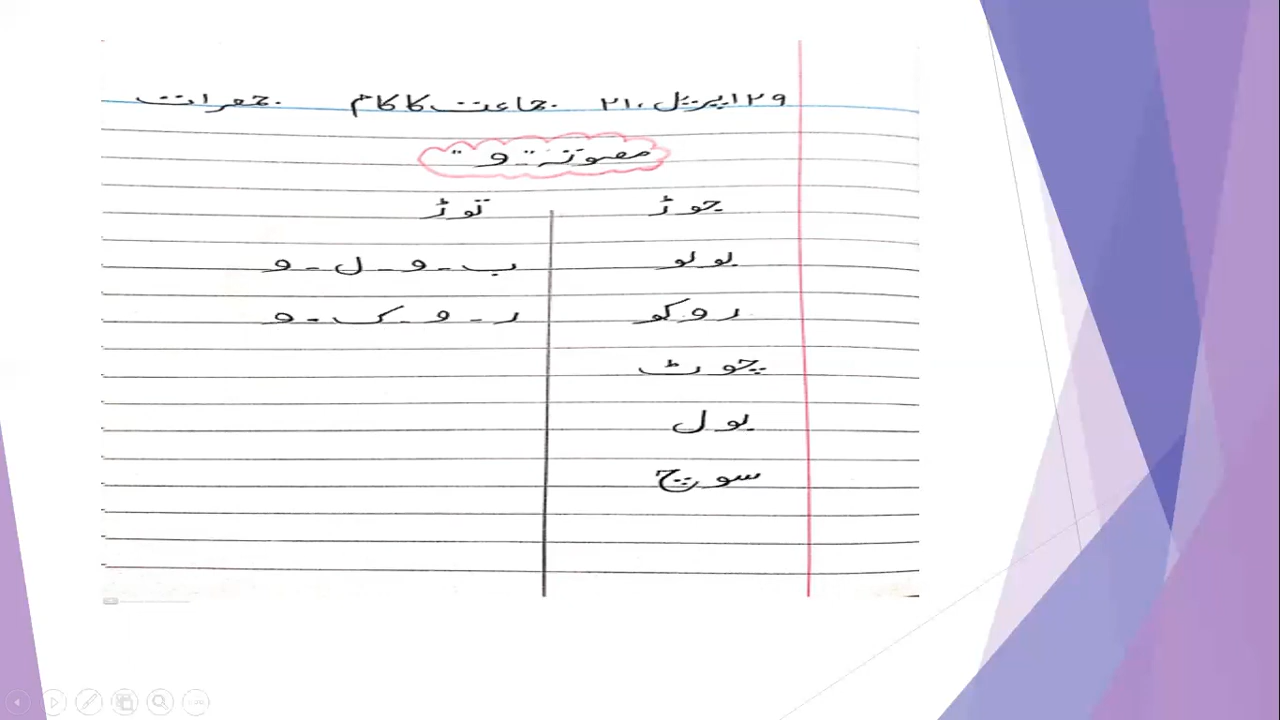 ۲۹ اپریل، ۲۱ جماعت کا کام جمعرات
مصوتہ "و"
جوڑ توڑ
بولو ب - و - ل - و
روکو ر - و - ک - و
چوٹ
بول
سوچ